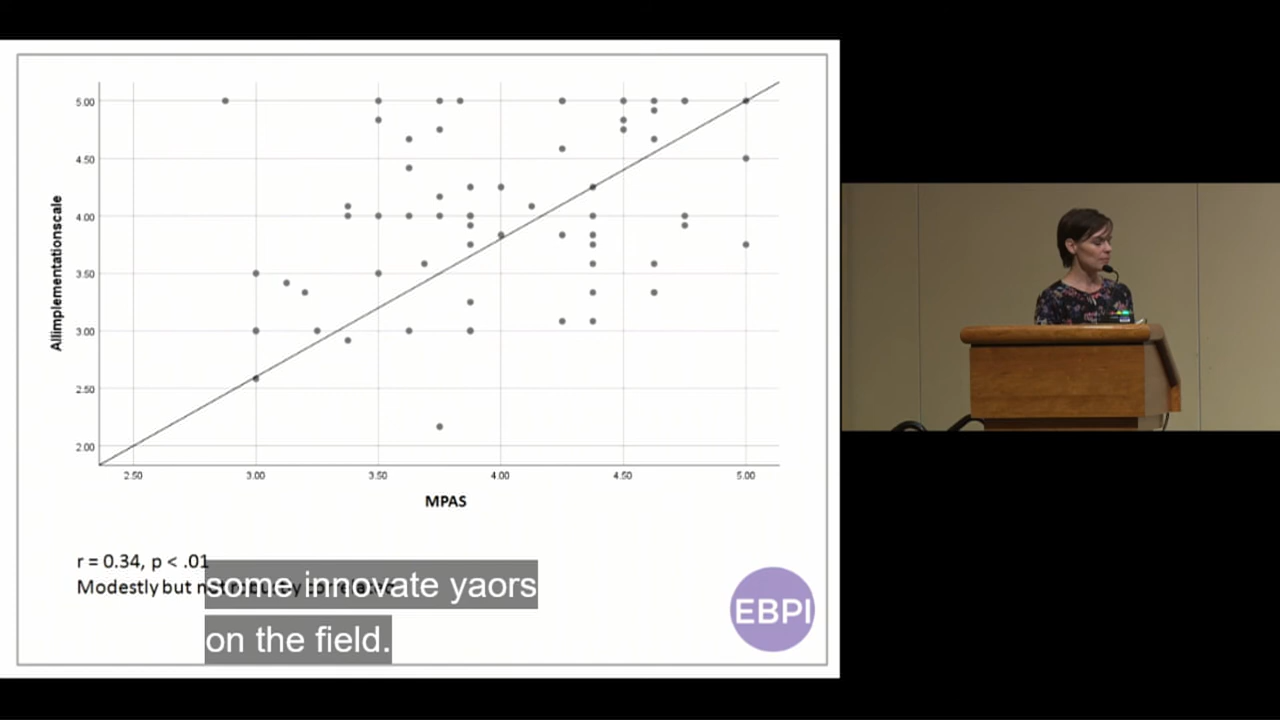 5.00
4.50
4.00
3.50
3.00
2.50
2.00
Allimplementationscale
2.50 3.00 3.50 4.00 4.50 5.00
MPAS
r = 0.34, p < .01
Modestly but
some innovate yaors
on the field.
EBPI